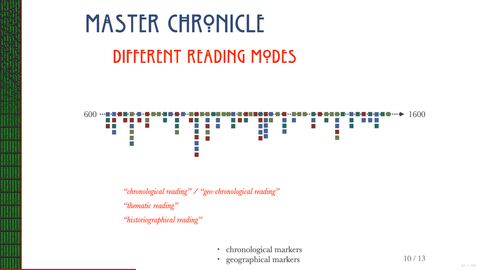 MASTER CHRONICLE
DIFFERENT READING MODES
600
1600
“chronological reading” / “geo-chronological reading”
“thematic reading”
“historiographical reading”
• chronological markers
• geographical markers
10 / 13